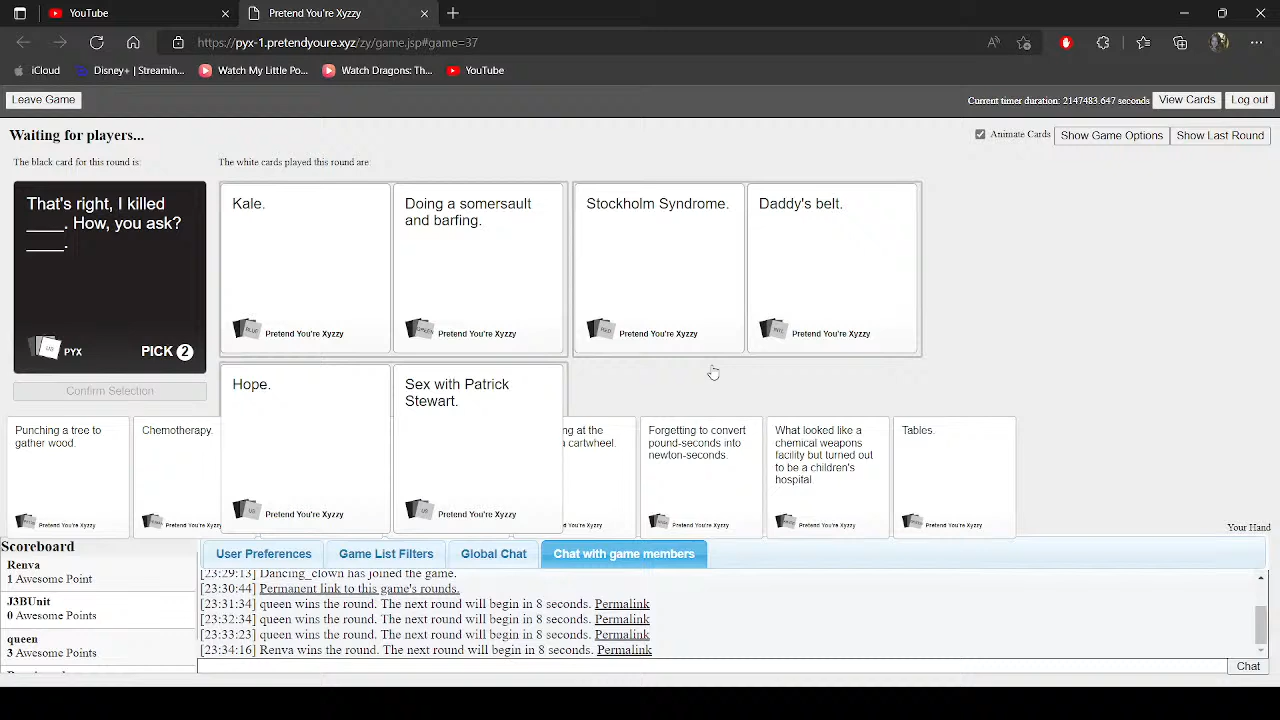 YouTube
Pretend You're Xyzzy
https://pyx-1.pretendyoure.xyz/zy/game.jsp#game=37
iCloud
Disney+ | Streamin...
Watch My Little Po...
Watch Dragons: Th...
YouTube
Leave Game
Current timer duration: 2147483.647 seconds
View Cards
Log out
Waiting for players...
Animate Cards
Show Game Options
Show Last Round
The black card for this round is:
The white cards played this round are:
That's right, I killed
____. How, you ask?
____.
PYX
PICK 2
Confirm Selection
Kale.
Pretend You're Xyzzy
Doing a somersault
and barfing.
Pretend You're Xyzzy
Stockholm Syndrome.
Pretend You're Xyzzy
Daddy's belt.
Pretend You're Xyzzy
Hope.
US
Pretend You're Xyzzy
Sex with Patrick
Stewart.
US
Pretend You're Xyzzy
Punching a tree to
gather wood.
Pretend You're Xyzzy
Chemotherapy.
Pretend You're Xyzzy
ng at the
cartwheel.
Pretend You're Xyzzy
Forgetting to convert
pound-seconds into
newton-seconds.
Pretend You're Xyzzy
What looked like a
chemical weapons
facility but turned out
to be a children's
hospital.
Pretend You're Xyzzy
Tables.
Pretend You're Xyzzy
Your Hand
Scoreboard
Renva
1 Awesome Point
J3BUnit
0 Awesome Points
queen
3 Awesome Points
User Preferences
Game List Filters
Global Chat
Chat with game members
[23:29:13] Dancing_clown has joined the game.
[23:30:44] Permanent link to this game's rounds.
[23:31:34] queen wins the round. The next round will begin in 8 seconds. Permalink
[23:32:34] queen wins the round. The next round will begin in 8 seconds. Permalink
[23:33:23] queen wins the round. The next round will begin in 8 seconds. Permalink
[23:34:16] Renva wins the round. The next round will begin in 8 seconds. Permalink
Chat